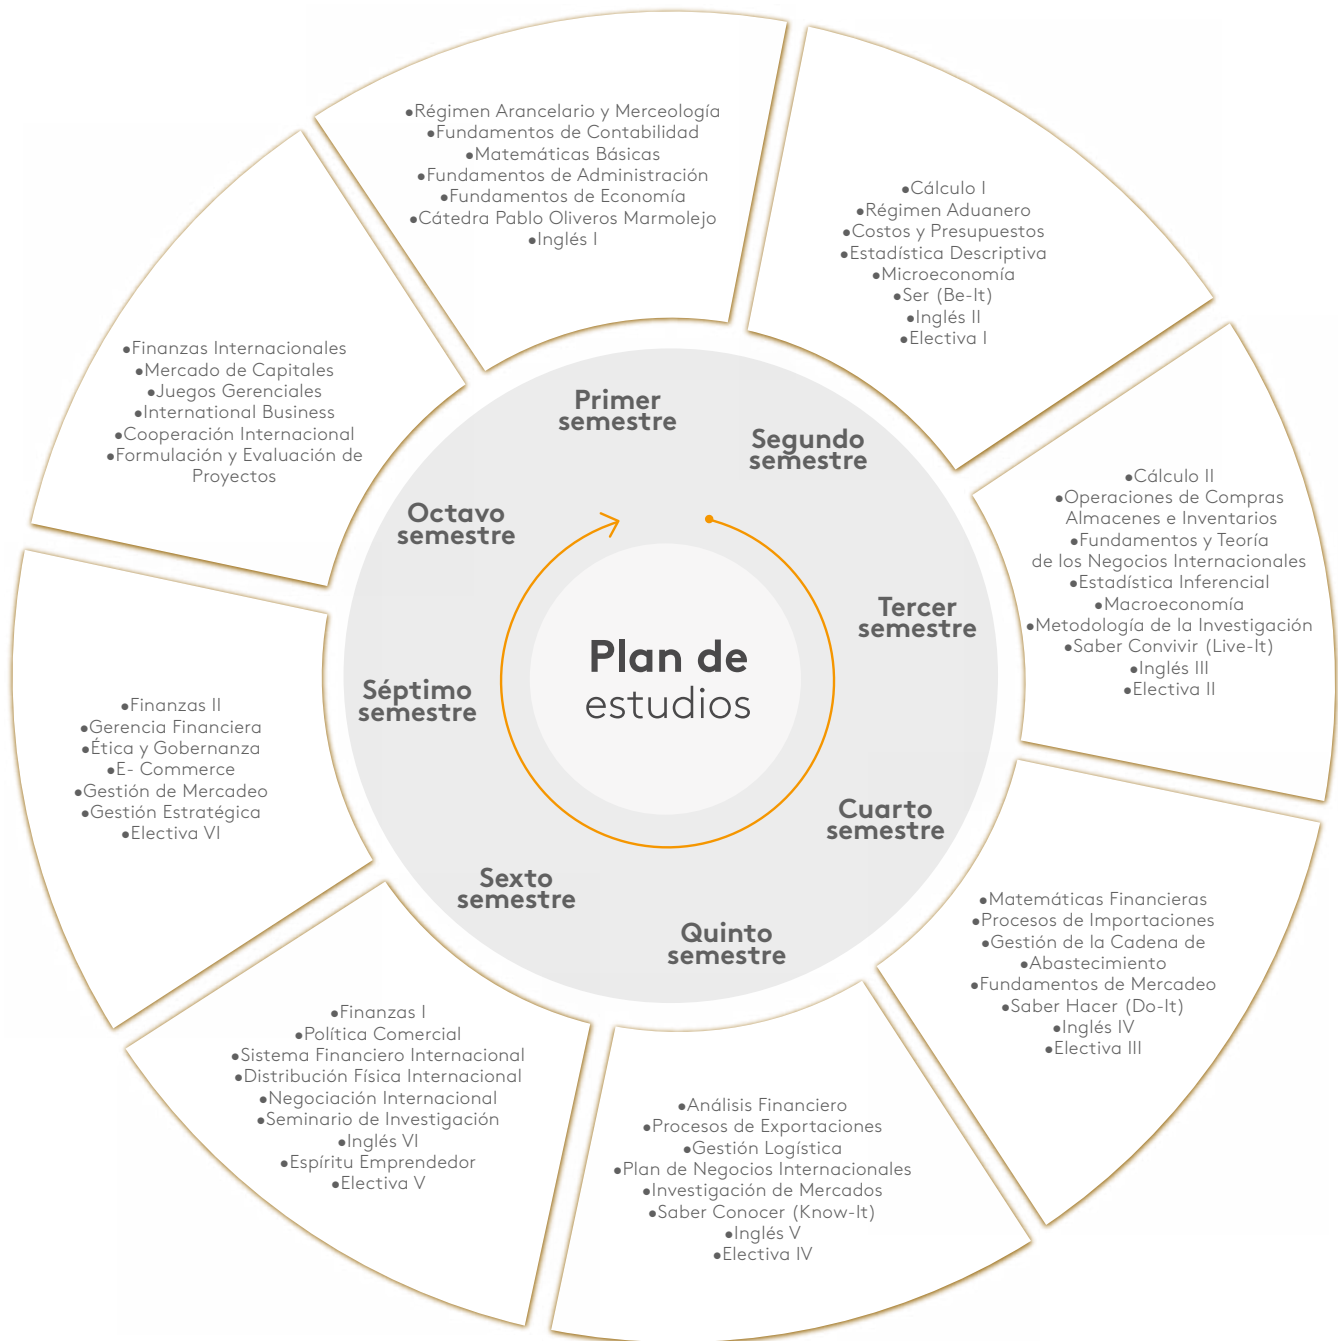 Plan de
estudios
Primer
semestre
•Régimen Arancelario y Merceología
•Fundamentos de Contabilidad
•Matemáticas Básicas
•Fundamentos de Administración
•Fundamentos de Economía
•Cátedra Pablo Oliveros Marmolejo
•Inglés I
Segundo
semestre
•Cálculo I
•Régimen Aduanero
•Costos y Presupuestos
•Estadística Descriptiva
•Microeconomía
•Ser (Be-It)
•Inglés II
•Electiva I
Tercer
semestre
•Cálculo II
•Operaciones de Compras
Almacenes e Inventarios
•Fundamentos y Teoría
de los Negocios Internacionales
•Estadística Inferencial
•Macroeconomía
•Metodología de la Investigación
•Saber Convivir (Live-It)
•Inglés III
•Electiva II
Cuarto
semestre
•Matemáticas Financieras
•Procesos de Importaciones
•Gestión de la Cadena de
•Abastecimiento
•Fundamentos de Mercadeo
•Saber Hacer (Do-It)
•Inglés IV
•Electiva III
Quinto
semestre
•Análisis Financiero
•Procesos de Exportaciones
•Gestión Logística
•Plan de Negocios Internacionales
•Investigación de Mercados
•Saber Conocer (Know-It)
•Inglés V
•Electiva IV
Sexto
semestre
•Finanzas I
•Política Comercial
•Sistema Financiero Internacional
•Distribución Física Internacional
•Negociación Internacional
•Seminario de Investigación
•Inglés VI
•Espíritu Emprendedor
•Electiva V
Séptimo
semestre
•Finanzas II
•Gerencia Financiera
•Ética y Gobernanza
•E- Commerce
•Gestión de Mercadeo
•Gestión Estratégica
•Electiva VI
Octavo
semestre
•Finanzas Internacionales
•Mercado de Capitales
•Juegos Gerenciales
•International Business
•Cooperación Internacional
•Formulación y Evaluación de
Proyectos